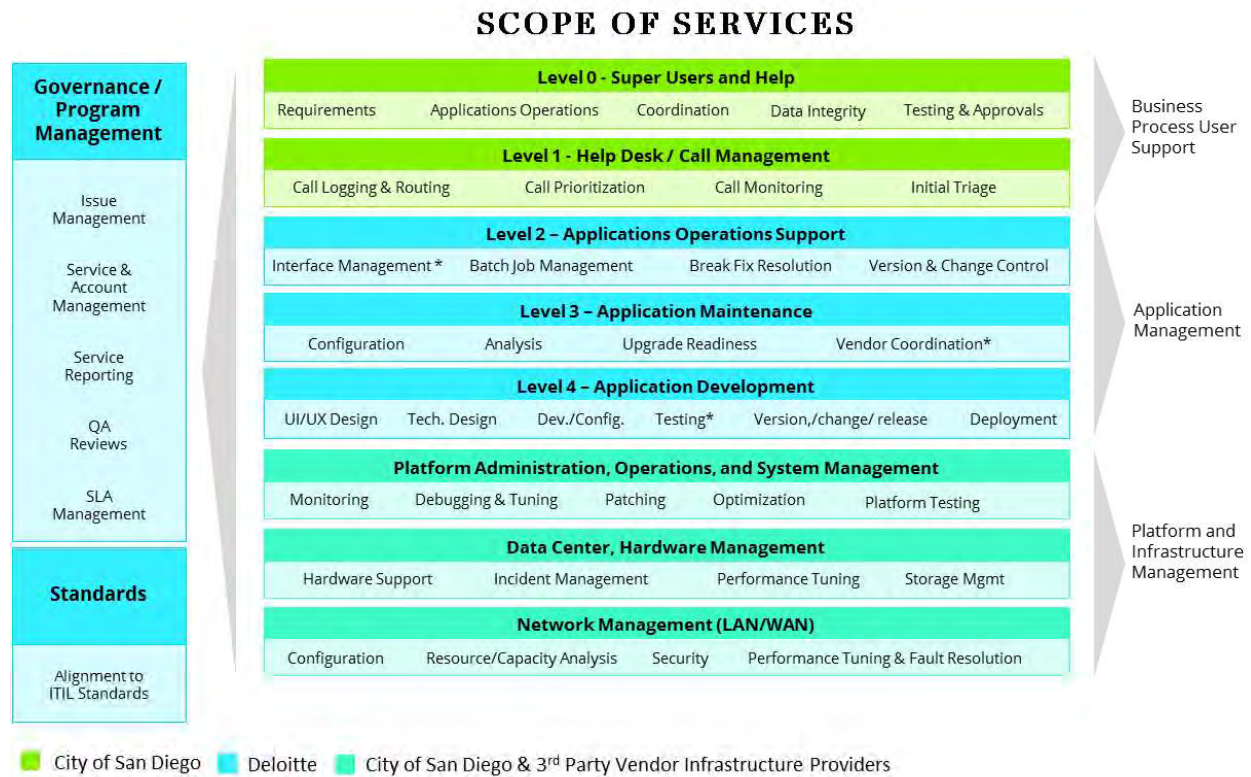 SCOPE OF SERVICES
Governance /
Program
Management
Issue
Management
Service &
Account
Management
Service
Reporting
QA
Reviews
SLA
Management
Standards
Alignment to
ITIL Standards
Level 0 - Super Users and Help
Requirements Applications Operations Coordination Data Integrity Testing & Approvals
Level 1 - Help Desk / Call Management
Call Logging & Routing Call Prioritization Call Monitoring Initial Triage
Level 2 – Applications Operations Support
Interface Management * Batch Job Management Break Fix Resolution Version & Change Control
Level 3 – Application Maintenance
Configuration Analysis Upgrade Readiness Vendor Coordination*
Level 4 – Application Development
UI/UX Design Tech. Design Dev./Config. Testing* Version,/change/ release Deployment
Platform Administration, Operations, and System Management
Monitoring Debugging & Tuning Patching Optimization Platform Testing
Data Center, Hardware Management
Hardware Support Incident Management Performance Tuning Storage Mgmt
Network Management (LAN/WAN)
Configuration Resource/Capacity Analysis Security Performance Tuning & Fault Resolution
Business
Process User
Support
Application
Management
Platform and
Infrastructure
Management
City of San Diego Deloitte City of San Diego & 3rd Party Vendor Infrastructure Providers